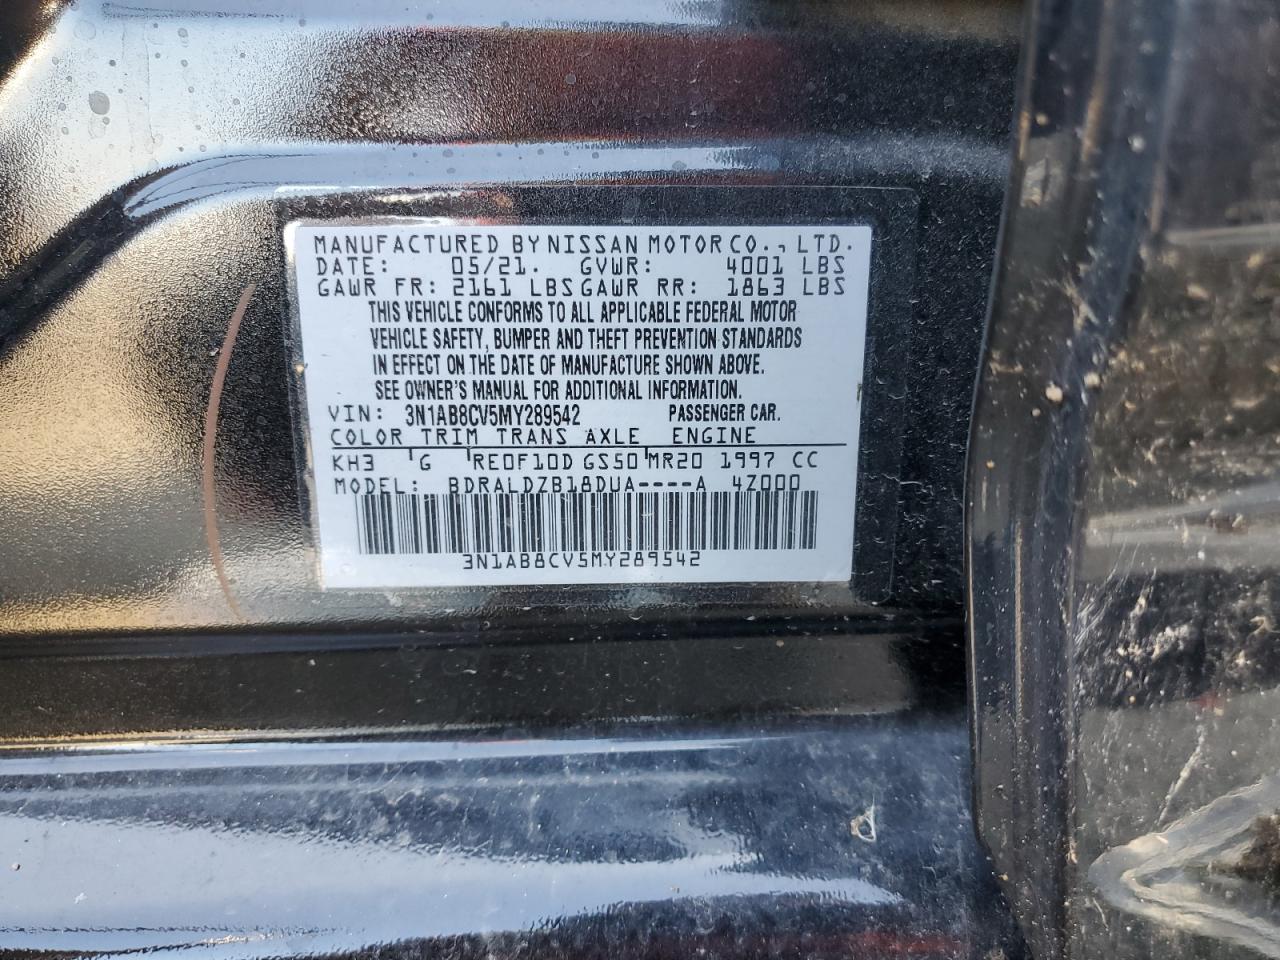 MANUFACTURED BY NISSAN MOTOR CO., LTD.
DATE: 05/21. GVWR: 4001 LBS
GAWR FR: 2161 LBS GAWR RR: 1863 LBS
THIS VEHICLE CONFORMS TO ALL APPLICABLE FEDERAL MOTOR
VEHICLE SAFETY, BUMPER AND THEFT PREVENTION STANDARDS
IN EFFECT ON THE DATE OF MANUFACTURE SHOWN ABOVE.
SEE OWNER'S MANUAL FOR ADDITIONAL INFORMATION.
VIN: 3N1AB8CV5MY289542 PASSENGER CAR.
COLOR TRIM TRANS AXLE ENGINE
KH3 G RE0F10D GS50 MR20 1997 CC
MODEL: BDRALDZB18DUA----A 4Z000
3N1AB8CV5MY289542